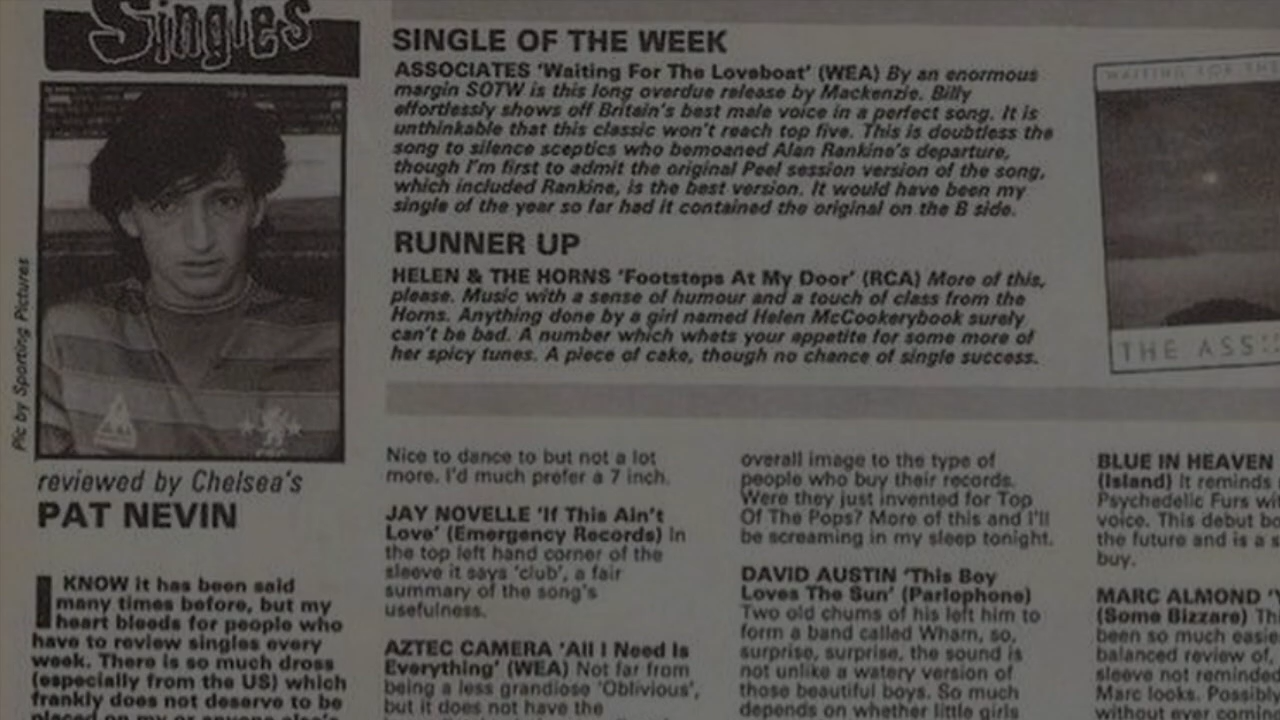 Singles
Pic by Sporting Pictures
reviewed by Chelsea's
PAT NEVIN
I KNOW it has been said
many times before, but my
heart bleeds for people who
have to review singles every
week. There is so much dross
(especially from the US) which
frankly does not deserve to be
placed on my or anyone else's
SINGLE OF THE WEEK
ASSOCIATES 'Waiting For The Loveboat' (WEA) By an enormous
margin SOTW is this long overdue release by Mackenzie. Billy
effortlessly shows off Britain's best male voice in a perfect song. It is
unthinkable that this classic won't reach top five. This is doubtless the
song to silence sceptics who bemoaned Alan Rankine's departure,
though I'm first to admit the original Peel session version of the song,
which included Rankine, is the best version. It would have been my
single of the year so far had it contained the original on the B side.
RUNNER UP
HELEN & THE HORNS 'Footsteps At My Door' (RCA) More of this,
please. Music with a sense of humour and a touch of class from the
Horns. Anything done by a girl named Helen McCookerybook surely
can't be bad. A number which whets your appetite for some more of
her spicy tunes. A piece of cake, though no chance of single success.
WAITING FOR THE
THE ASS
Nice to dance to but not a lot
more. I'd much prefer a 7 inch.
JAY NOVELLE 'If This Ain't
Love' (Emergency Records) In
the top left hand corner of the
sleeve it says 'club', a fair
summary of the song's
usefulness.
AZTEC CAMERA 'All I Need Is
Everything' (WEA) Not far from
being a less grandiose 'Oblivious',
but it does not have the
overall image to the type of
people who buy their records.
Were they just invented for Top
Of The Pops? More of this and I'll
be screaming in my sleep tonight.
DAVID AUSTIN 'This Boy
Loves The Sun' (Parlophone)
Two old chums of his left him to
form a band called Wham, so,
surprise, surprise, the sound is
not unlike a watery version of
those beautiful boys. So much
depends on whether little girls
BLUE IN HEAVEN
(Island) It reminds
Psychedelic Furs wi
voice. This debut bo
the future and is a s
buy.
MARC ALMOND 'Y
(Some Bizzare) Thi
been so much easie
balanced review of,
sleeve not reminded
Marc looks. Possibly
without ever coming